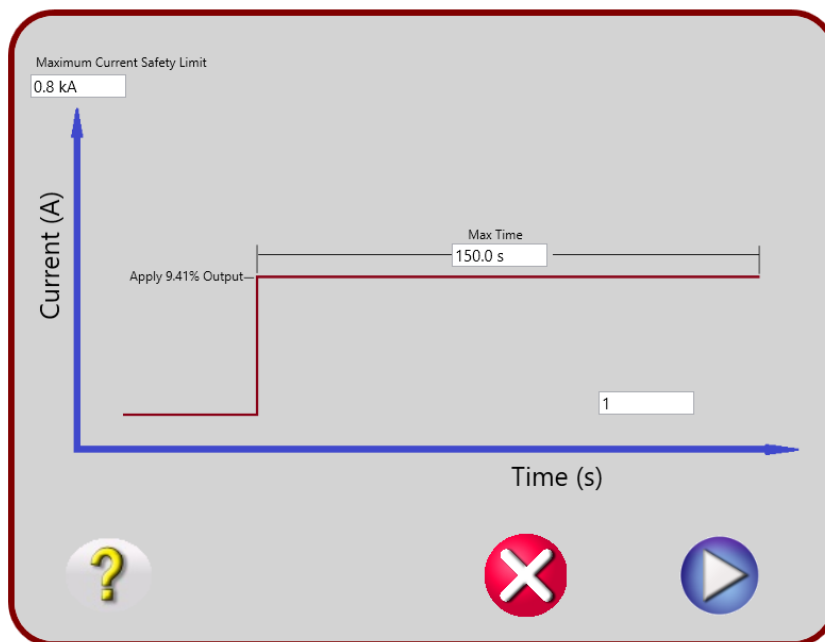 Maximum Current Safety Limit
0.8 kA
Current (A)
Max Time
150.0 s
Apply 9.41% Output
1
Time (s)
?